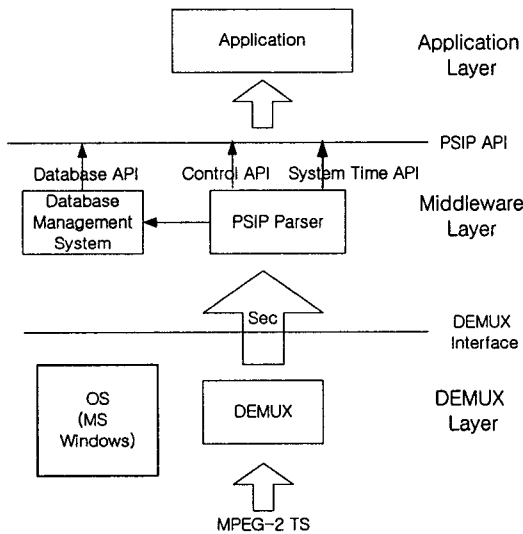 Application
Application
Layer
PSIP API
Database API
Control API
System Time API
Database
Management
System
PSIP Parser
Middleware
Layer
Sec
DEMUX
Interface
OS
(MS
Windows)
DEMUX
DEMUX
Layer
MPEG-2 TS